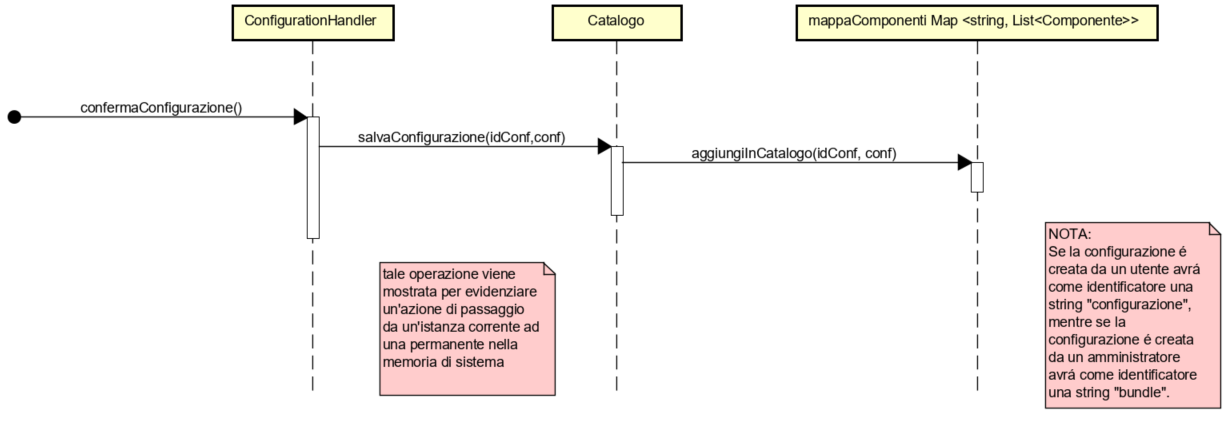 ConfigurationHandler
Catalogo
mappaComponenti Map <string, List<Componente>>
confermaConfigurazione()
salvaConfigurazione(idConf,conf)
aggiungiInCatalogo(idConf, conf)
tale operazione viene
mostrata per evidenziare
un'azione di passaggio
da un'istanza corrente ad
una permanente nella
memoria di sistema
NOTA:
Se la configurazione é
creata da un utente avrá
come identificatore una
string "configurazione",
mentre se la
configurazione é creata
da un amministratore
avrá come identificatore
una string "bundle".